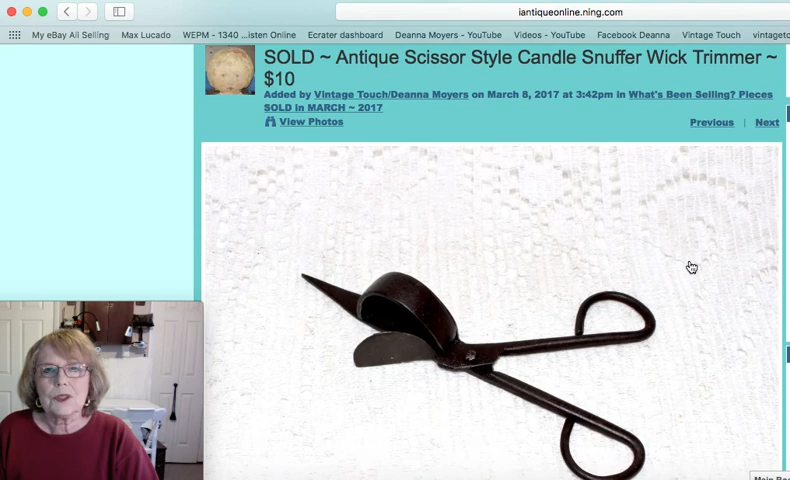 iantiqueonline.ning.com
My eBay All Selling Max Lucado WEPM - 1340 ...isten Online Ecrater dashboard Deanna Moyers - YouTube Videos - YouTube Facebook Deanna Vintage Touch vintageto
SOLD ~ Antique Scissor Style Candle Snuffer Wick Trimmer ~
$10
Added by Vintage Touch/Deanna Moyers on March 8, 2017 at 3:42pm in What's Been Selling? Pieces
SOLD in MARCH ~ 2017
View Photos
Previous | Next